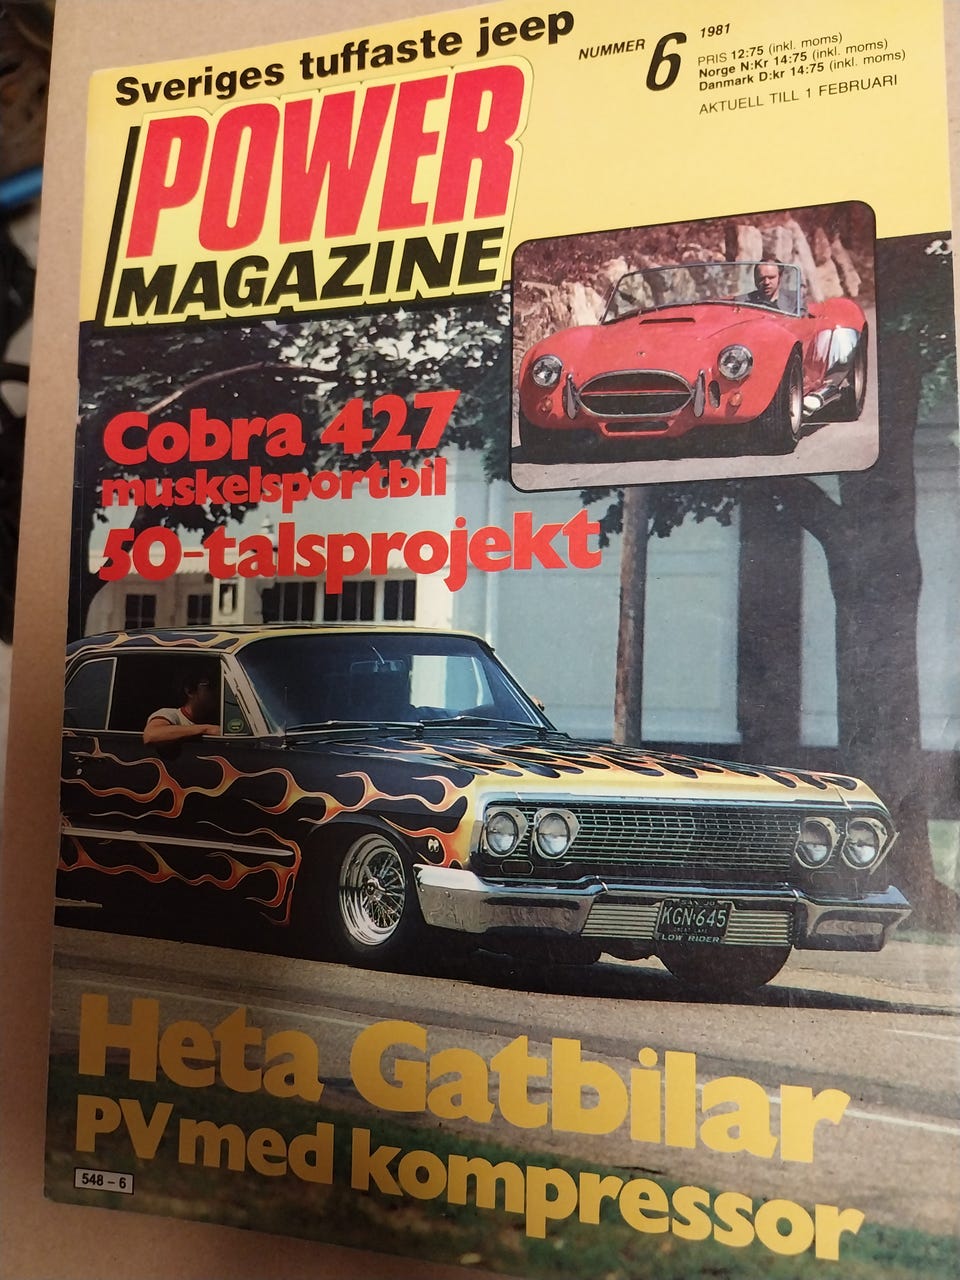 Sveriges tuffaste jeep
NUMMER 6 1981
PRIS 12:75 (inkl. moms)
Norge N:Kr 14:75 (inkl. moms)
Danmark D:kr 14:75 (inkl. moms)
AKTUELL TILL 1 FEBRUARI
POWER
MAGAZINE
Cobra 427
muskelsportbil
50-talsprojekt
KGN·645
LOW RIDER
Heta Gatbilar
PV med kompressor
548 – 6